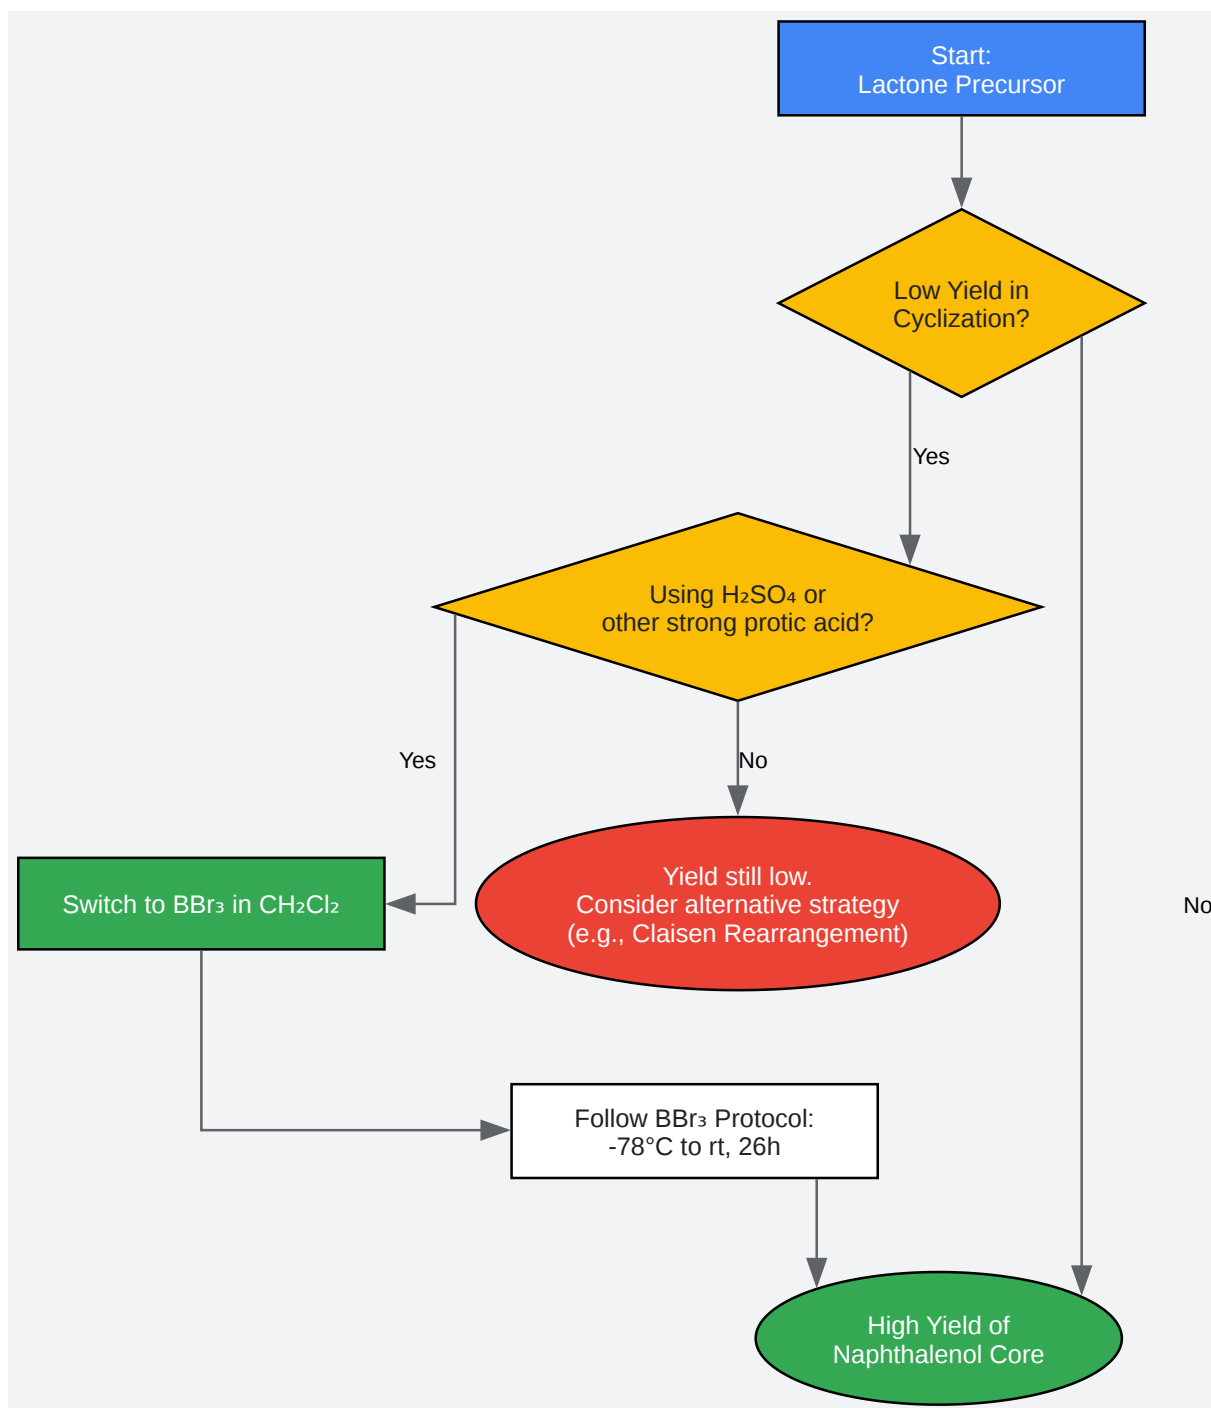 Start:
Lactone Precursor
Low Yield in
Cyclization?
Yes
Using H₂SO₄ or
other strong protic acid?
Yes
No
Switch to BBr₃ in CH₂Cl₂
Yield still low.
Consider alternative strategy
(e.g., Claisen Rearrangement)
No
Follow BBr₃ Protocol:
-78°C to rt, 26h
High Yield of
Naphthalenol Core